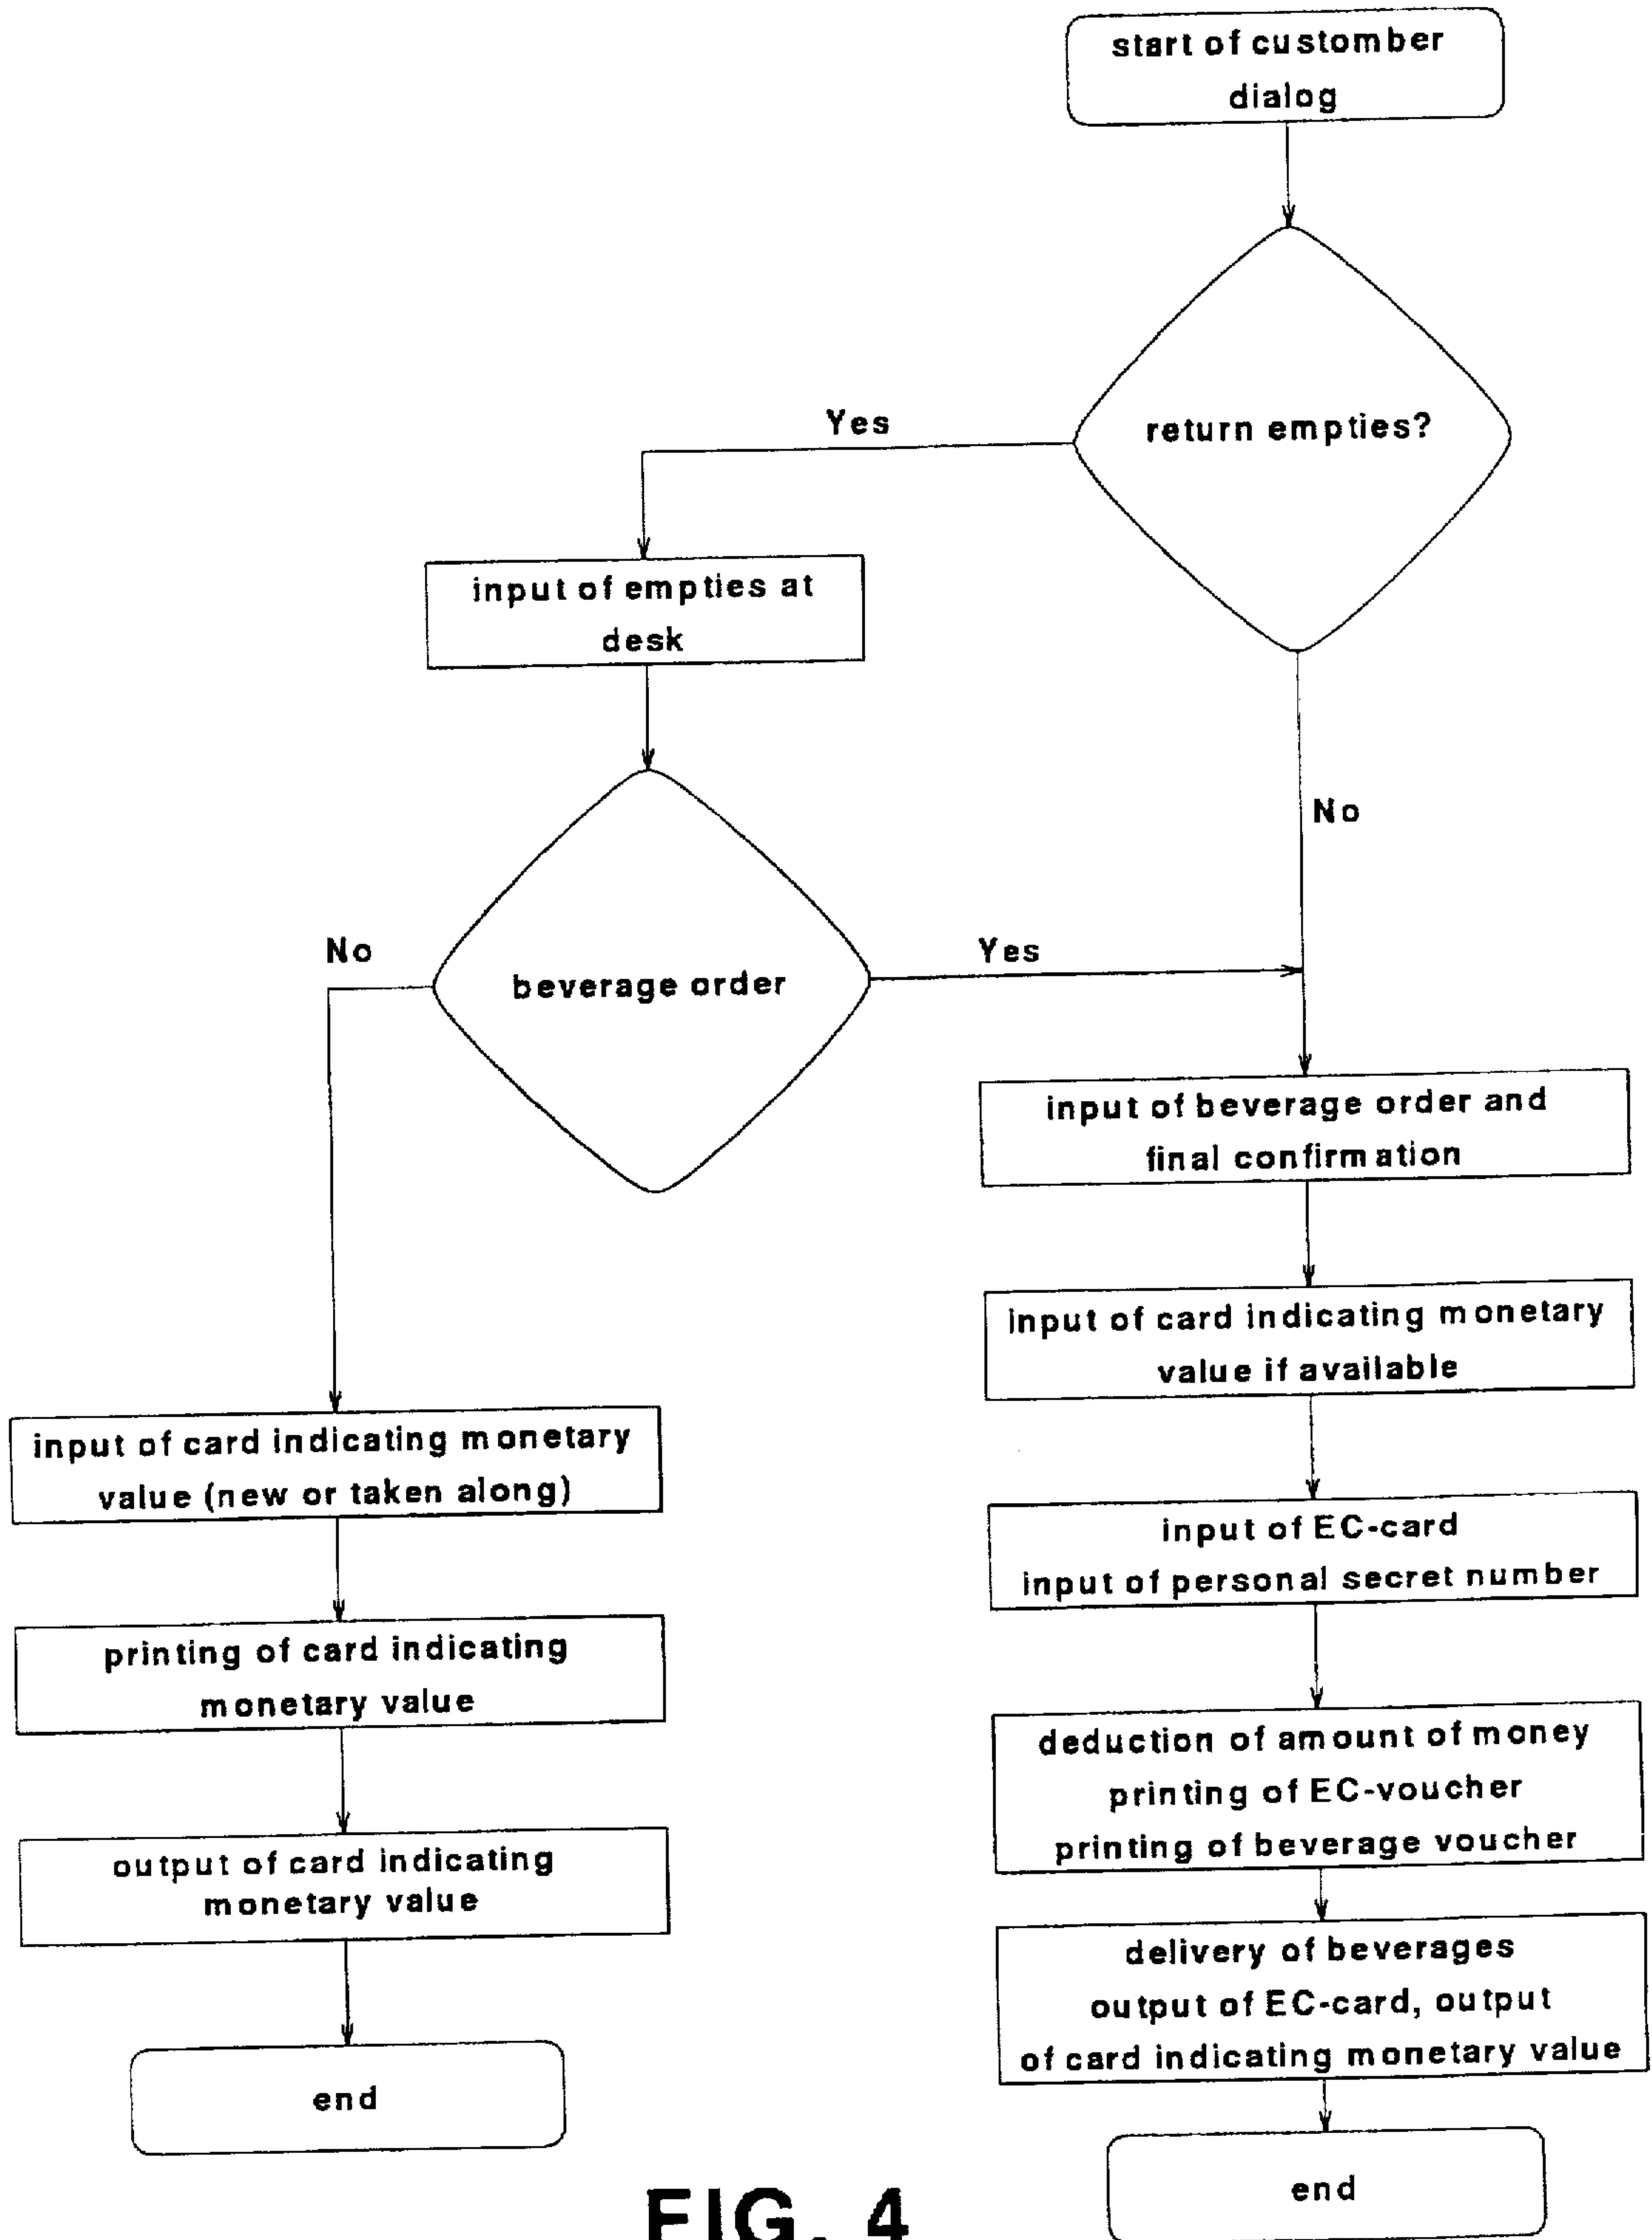 start of custom​ber
dialog
return empties?
Yes
input of empties at
desk
No
beverage order
No
Yes
input of beverage order and
final confirmation
input of card indicating monetary
value if available
input of card indicating monetary
value (new or taken along)
input of EC-card
input of personal secret number
printing of card indicating
monetary value
deduction of amount of money
printing of EC-voucher
printing of beverage voucher
output of card indicating
monetary value
delivery of beverages
output of EC-card, output
of card indicating monetary value
end
end
FIG. 4